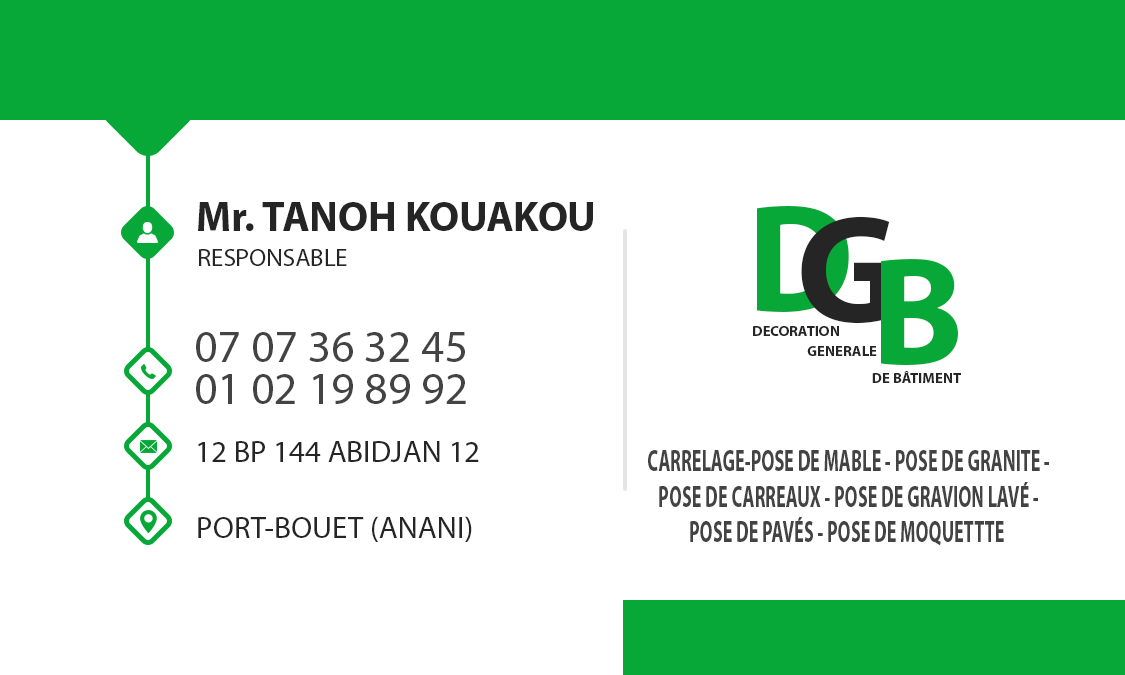 Mr. TANOH KOUAKOU
RESPONSABLE
07 07 36 32 45
01 02 19 89 92
12 BP 144 ABIDJAN 12
PORT-BOUET (ANANI)
DGB
DECORATION
GENERALE
DE BÂTIMENT
CARRELAGE-POSE DE MABLE - POSE DE GRANITE -
POSE DE CARREAUX - POSE DE GRAVION LAVÉ -
POSE DE PAVÉS - POSE DE MOQUETTTE